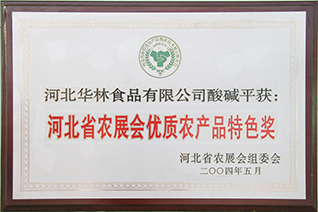 河北华林食品有限公司酸碱平获：
河北省农展会优质农产品特色奖
河北省农展会组委会
二〇〇四年五月